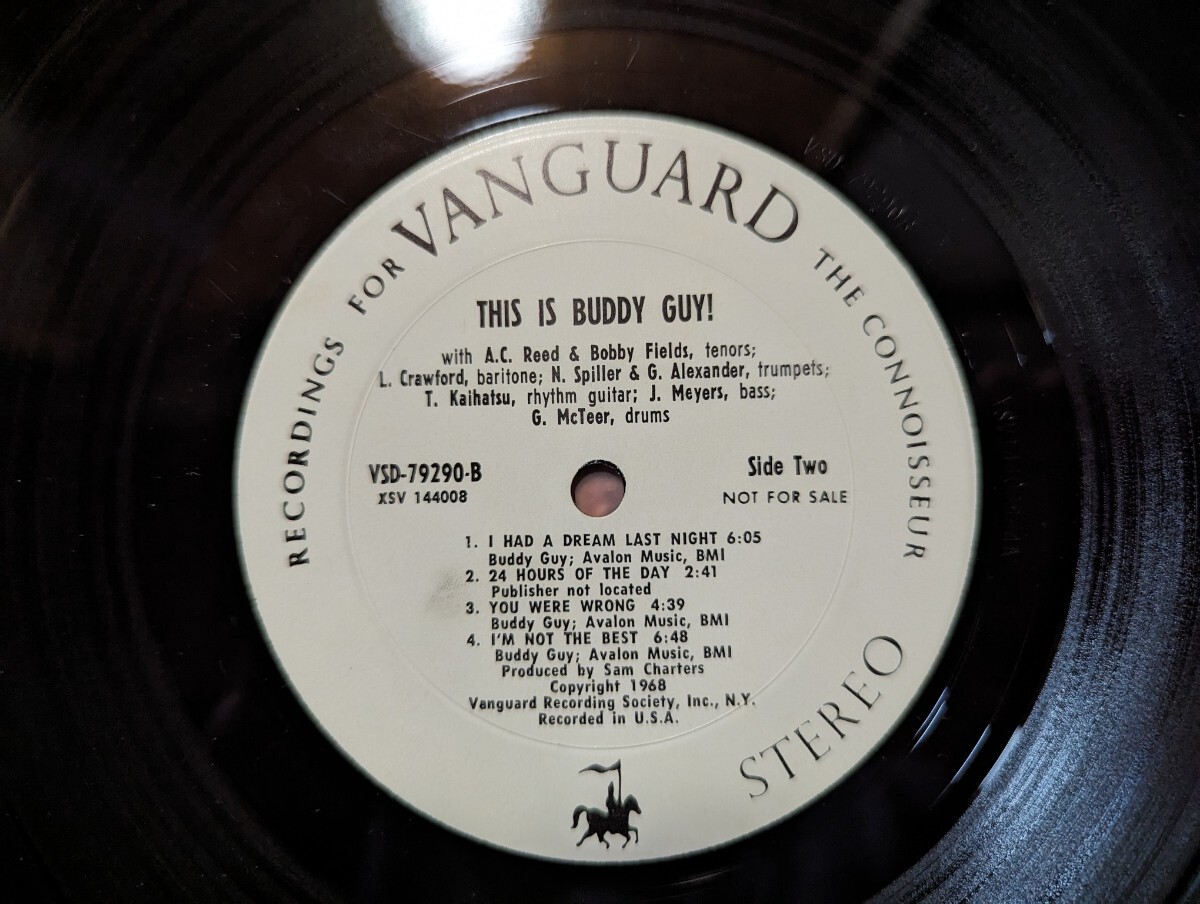 RECORDINGS FOR VANGUARD THE CONNOISSEUR
THIS IS BUDDY GUY!
with A.C. Reed & Bobby Fields, tenors;
L. Crawford, baritone; N. Spiller & G. Alexander, trumpets;
T. Kaihatsu, rhythm guitar; J. Meyers, bass;
G. McTeer, drums
VSD-79290-B
XSV 144008
Side Two
NOT FOR SALE
1. I HAD A DREAM LAST NIGHT 6:05
Buddy Guy; Avalon Music, BMI
2. 24 HOURS OF THE DAY 2:41
Publisher not located
3. YOU WERE WRONG 4:39
Buddy Guy; Avalon Music, BMI
4. I'M NOT THE BEST 6:48
Buddy Guy; Avalon Music, BMI
Produced by Sam Charters
Copyright 1968
Vanguard Recording Society, Inc., N.Y.
Recorded in U.S.A.
STEREO